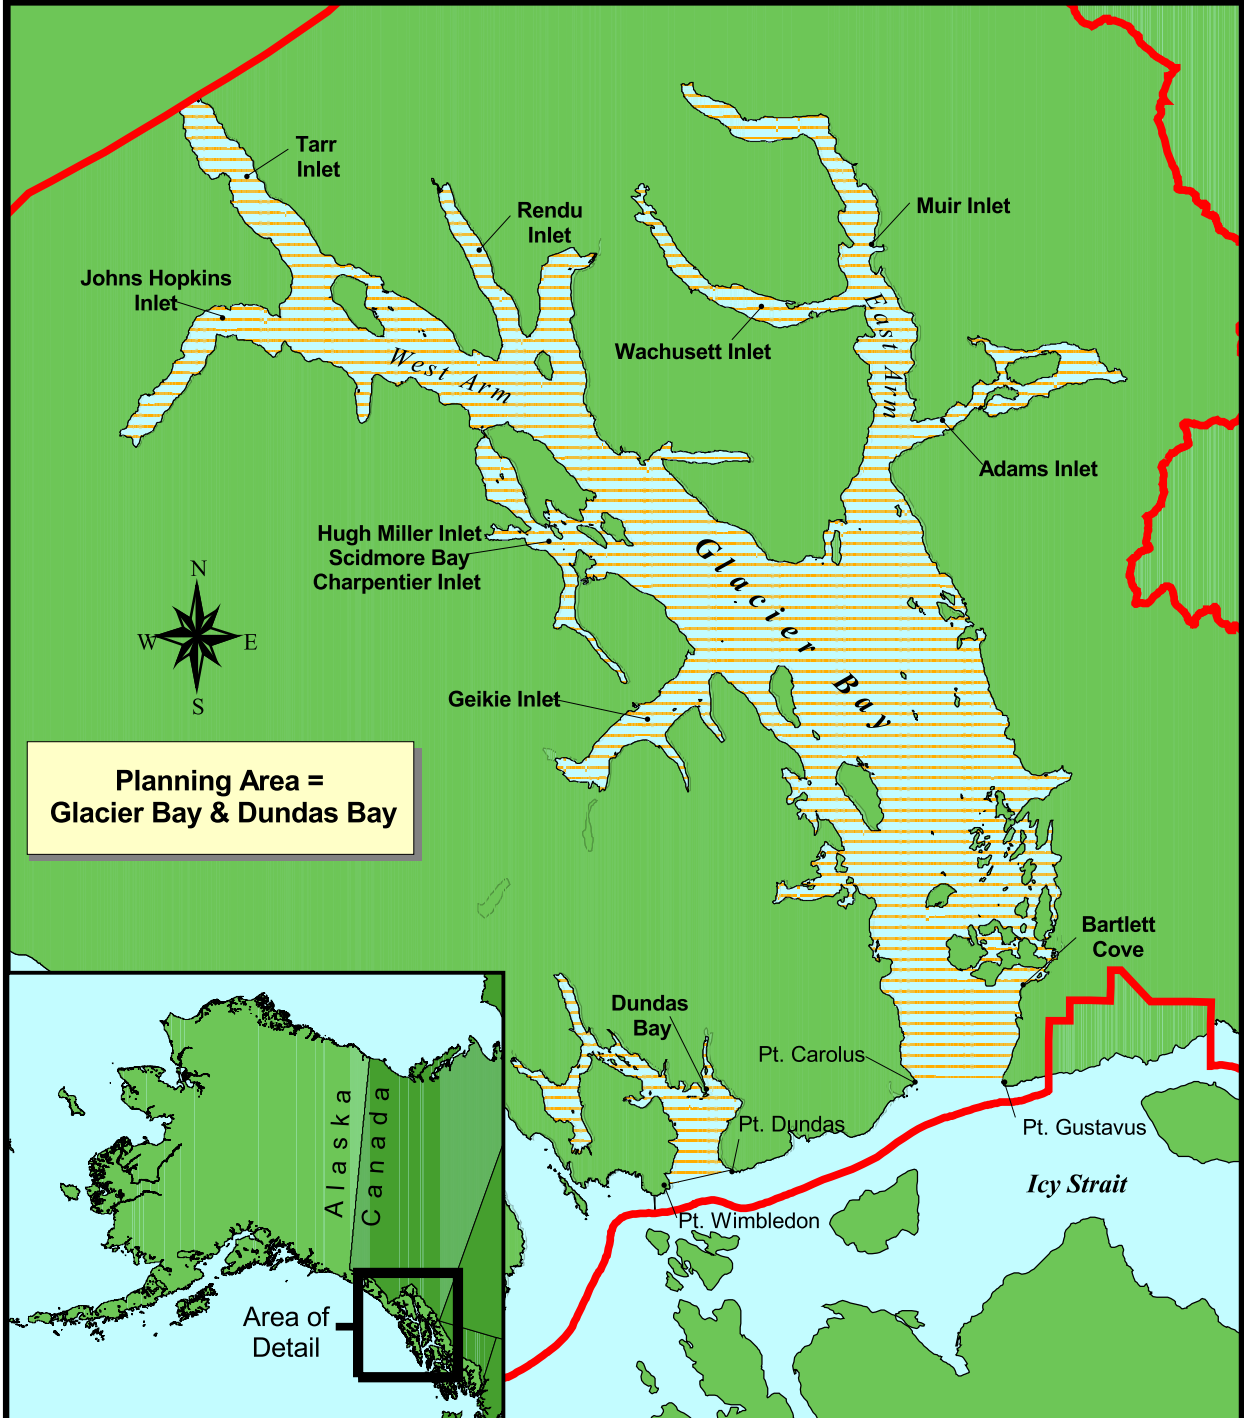 Tarr
Inlet
Rendu
Inlet
Muir Inlet
Johns Hopkins
Inlet
East Arm
Wachusett Inlet
West Arm
Adams Inlet
Hugh Miller Inlet
Scidmore Bay
Charpentier Inlet
Glacier Bay
N
W
E
S
Geikie Inlet
Planning Area =
Glacier Bay & Dundas Bay
Bartlett
Cove
Dundas
Bay
Pt. Carolus
Pt. Dundas
Pt. Gustavus
Icy Strait
Pt. Wimbledon
Alaska
Canada
Area of
Detail